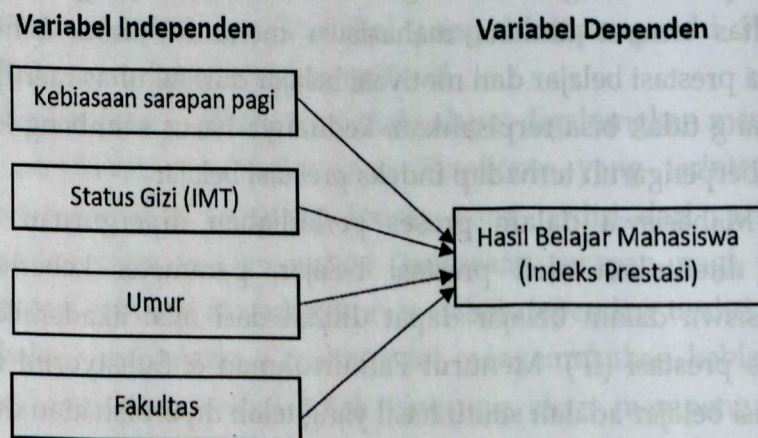 Variabel Independen
Kebiasaan sarapan pagi
Status Gizi (IMT)
Umur
Fakultas
Variabel Dependen
Hasil Belajar Mahasiswa
(Indeks Prestasi)